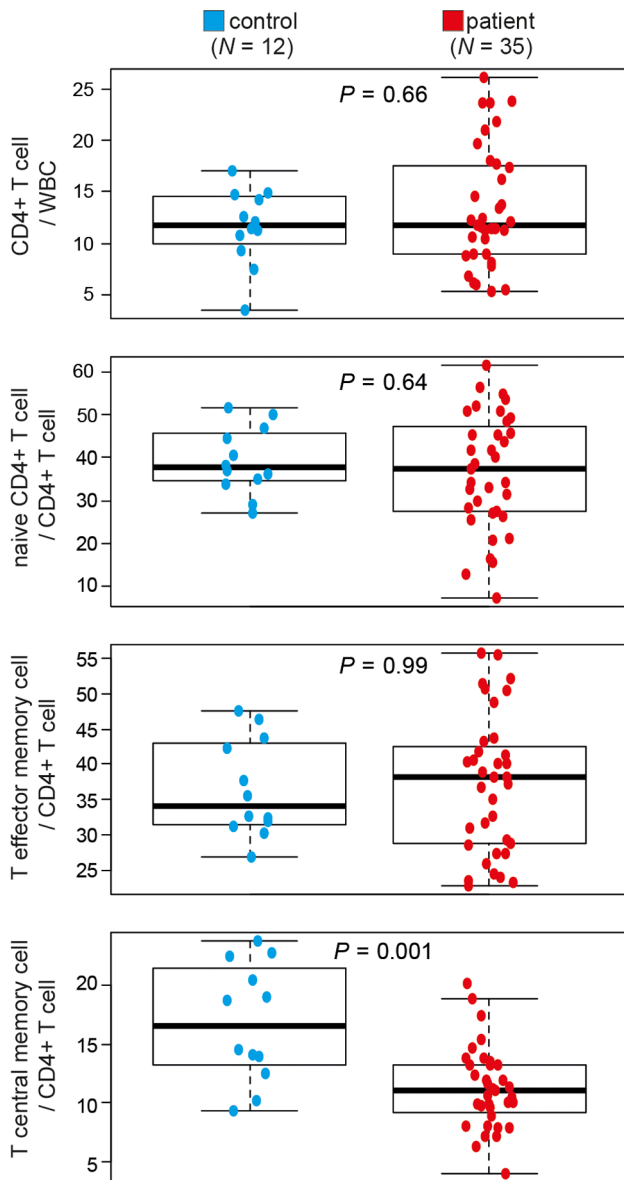 control
(N = 12)
patient
(N = 35)
CD4+ T cell
/ WBC
P = 0.66
25
20
15
10
5
naive CD4+ T cell
/ CD4+ T cell
P = 0.64
60
50
40
30
20
10
T effector memory cell
/ CD4+ T cell
P = 0.99
55
50
45
40
35
30
25
T central memory cell
/ CD4+ T cell
P = 0.001
20
15
10
5